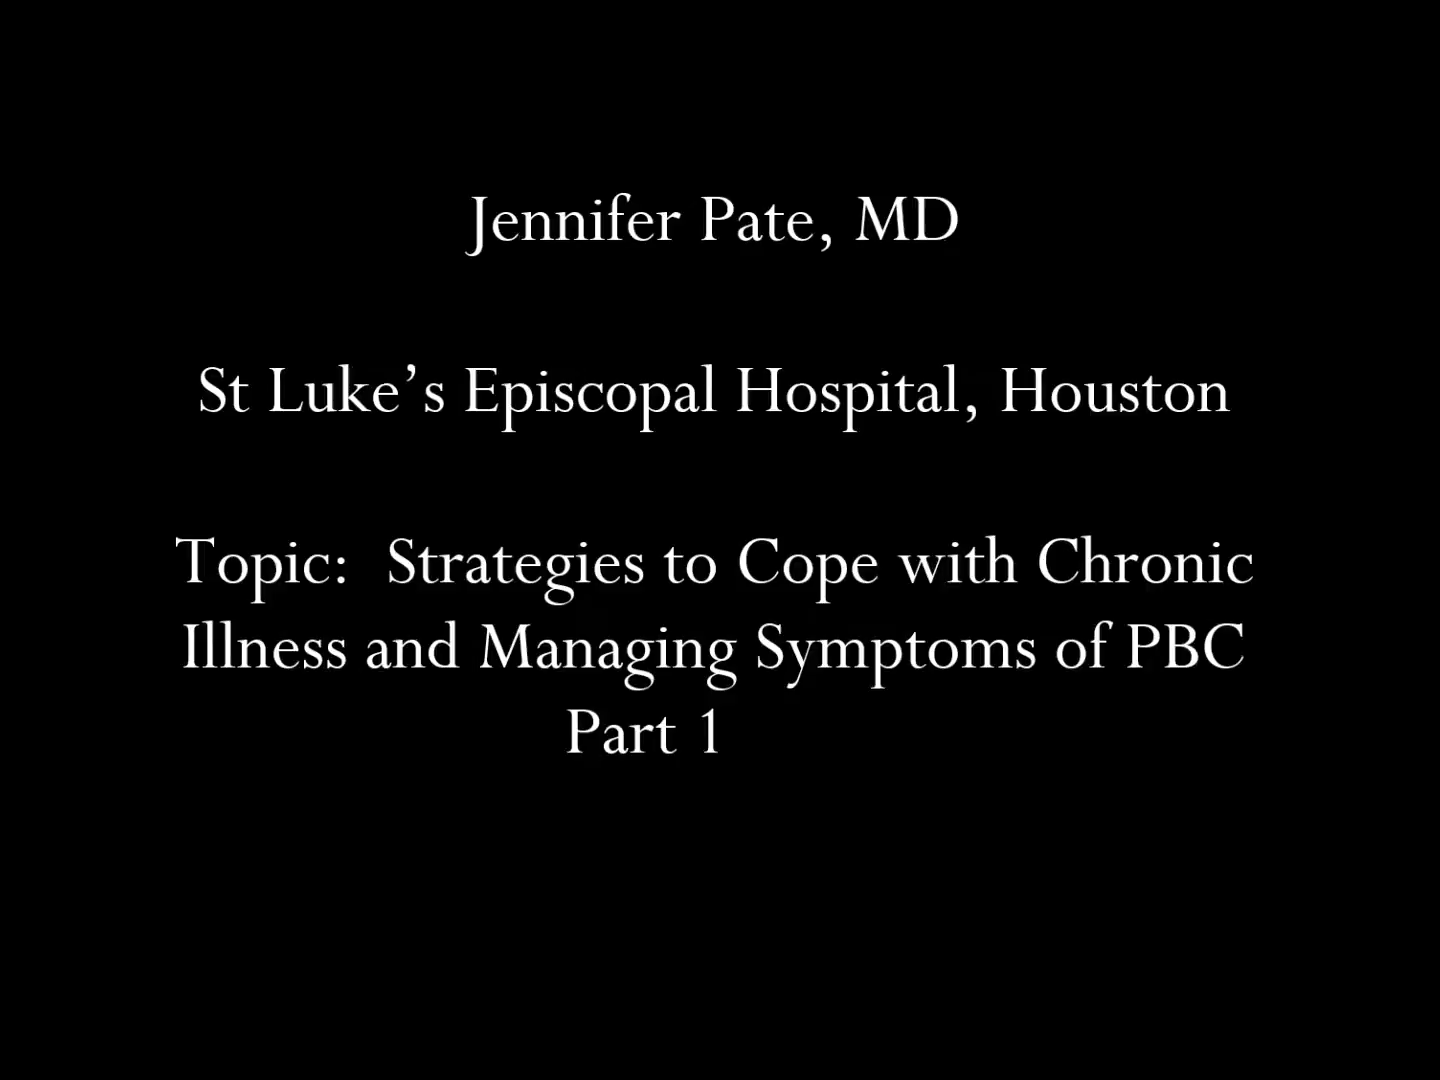 Jennifer Pate, MD
St Luke’s Episcopal Hospital, Houston
Topic:  Strategies to Cope with Chronic
Illness and Managing Symptoms of PBC
Part 1